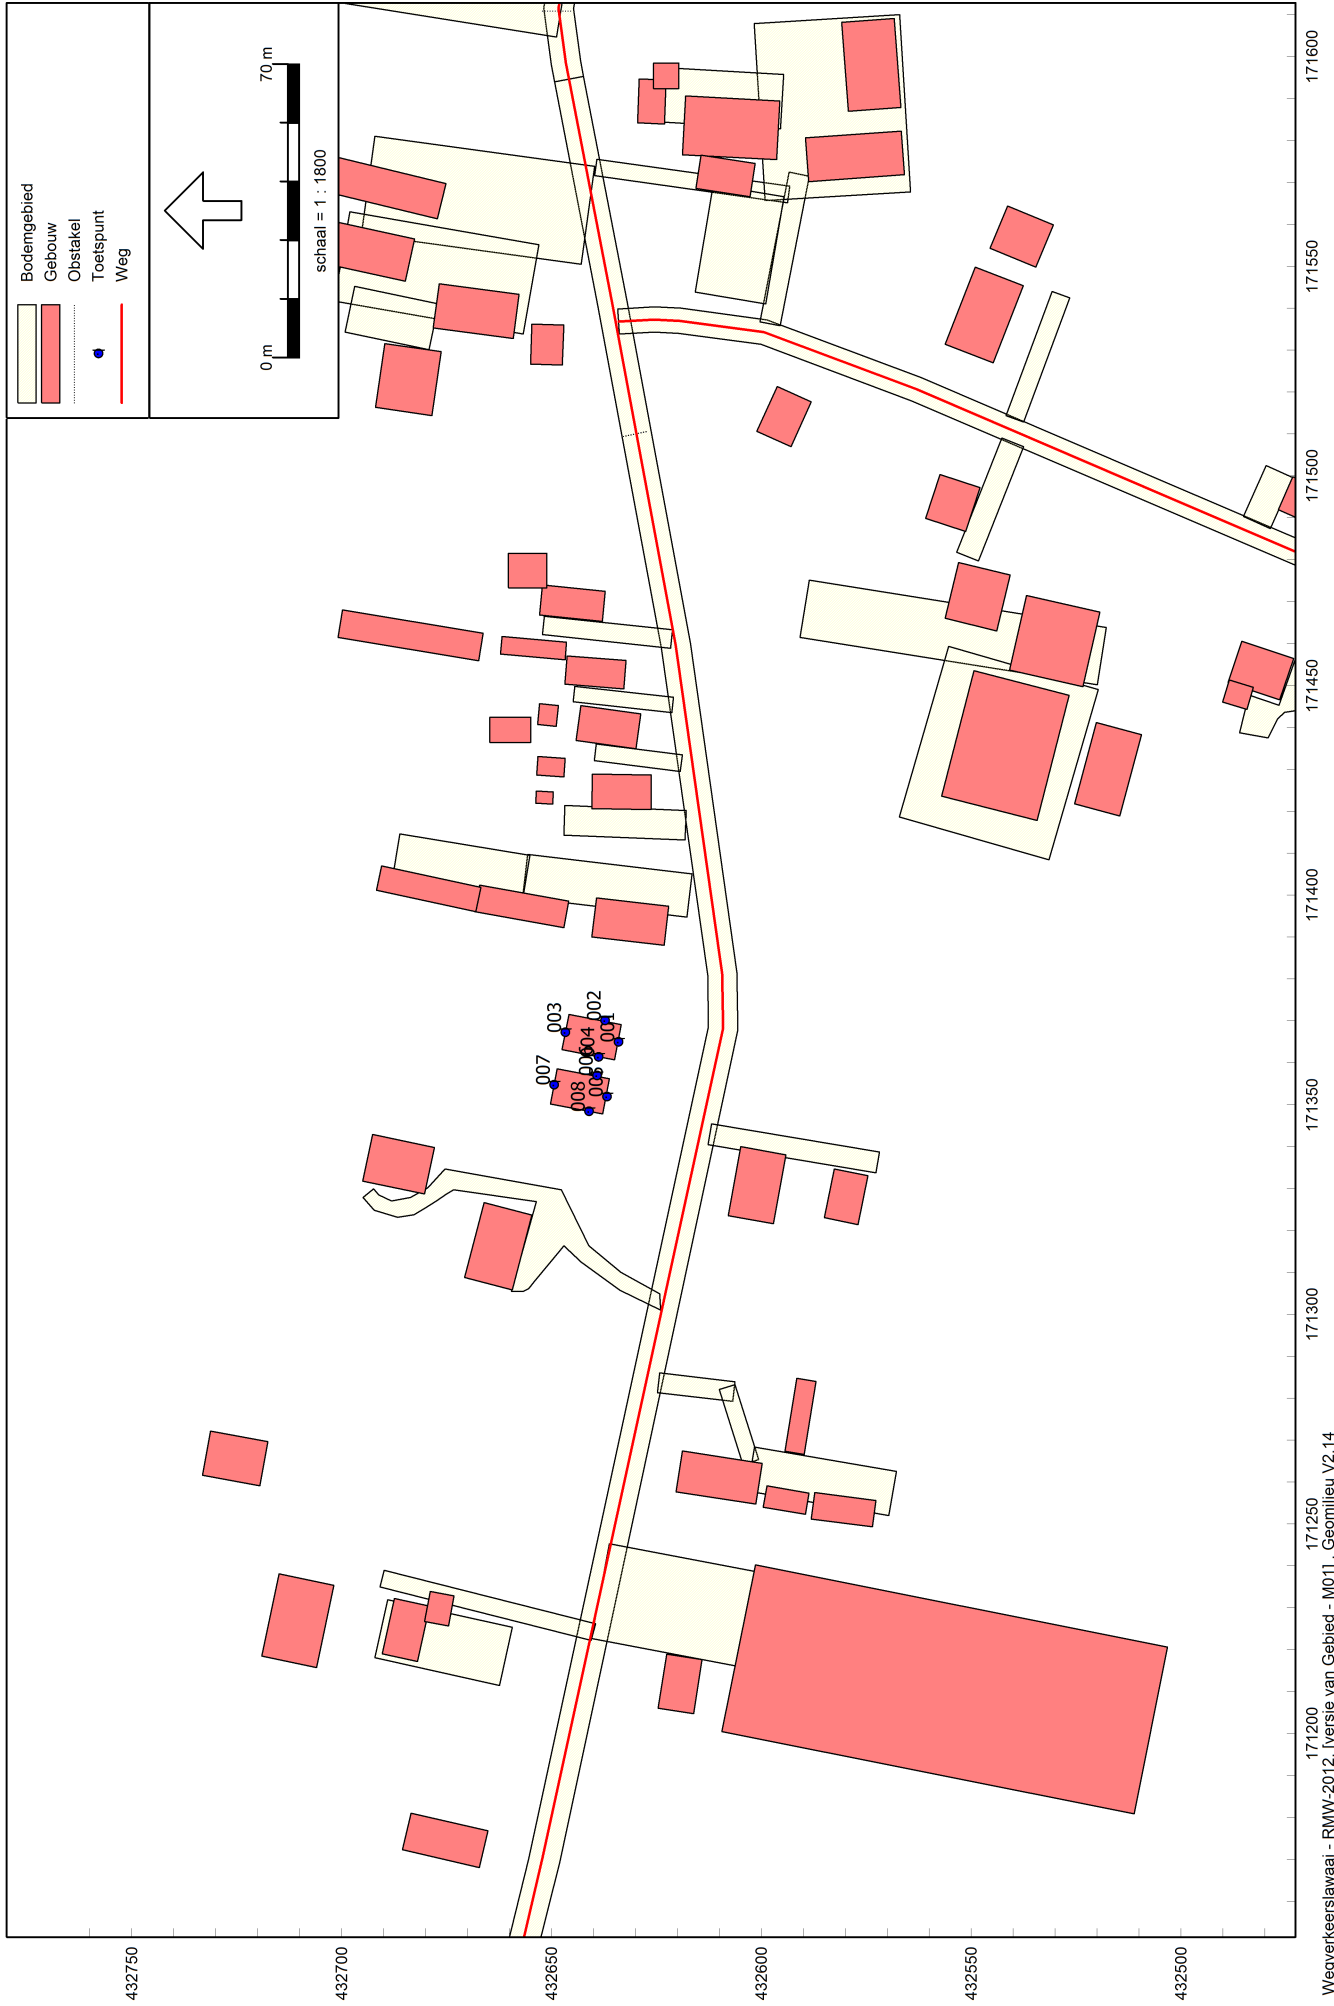 Bodemgebied
Gebouw
Obstakel
Toetspunt
Weg
0 m
70 m
schaal = 1 : 1800
432750
432700
432650
432600
432550
432500
171200
171250
171300
171350
171400
171450
171500
171550
171600
007
003
008
005
006
004
001
002
Wegverkeerslawaai - RMW-2012, [versie van Gebied - M01] , Geomilieu V2.14